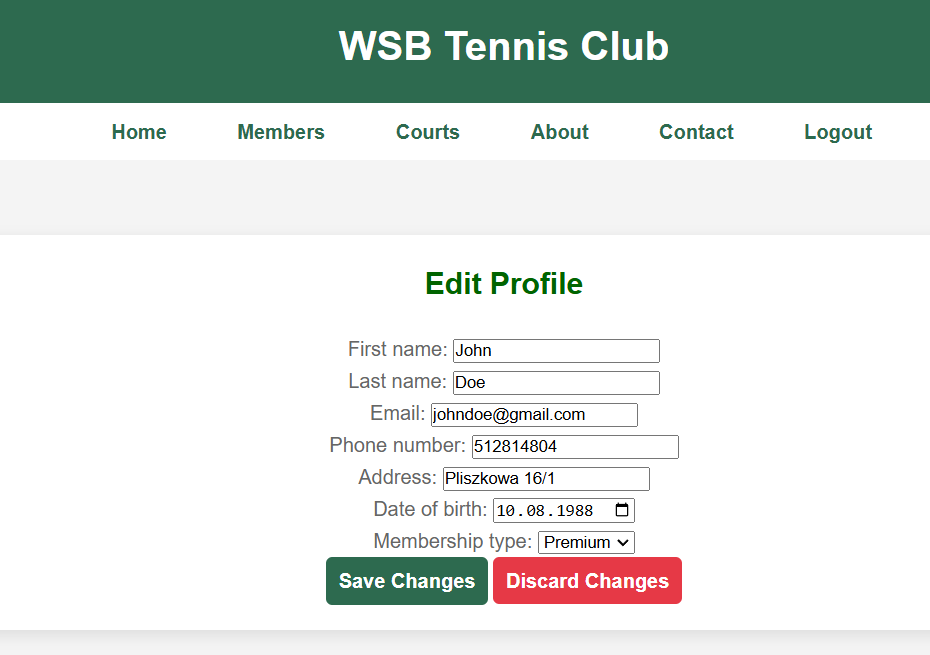 WSB Tennis Club
Home Members Courts About Contact Logout
Edit Profile
First name: John
Last name: Doe
Email: johndoe@gmail.com
Phone number: 512814804
Address: Pliszkowa 16/1
Date of birth: 10.08.1988
Membership type: Premium
Save Changes Discard Changes